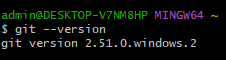 admin@DESKTOP-V7NM8HP MINGW64 ~
$ git --version
git version 2.51.0.windows.2